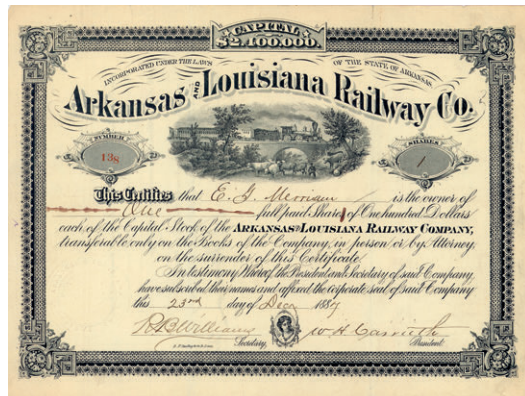 CAPITAL
$2,100,000.
INCORPORATED UNDER THE LAWS OF THE STATE OF ARKANSAS
Arkansas AND Louisiana Railway Co.
NUMBER SHARES
138 1
This Certifies that E. G. Merriam is the owner of
One full paid Shares of One hundred Dollars
each of the Capital Stock of the ARKANSAS AND LOUISIANA RAILWAY COMPANY,
transferable only on the Books of the Company, in person or by Attorney
on the surrender of this Certificate.
In testimony Whereof the President and Secretary of said Company
have subscribed their names and affixed the corporate seal of said Company
this 23rd day of Decr 1887
R B Williams W H Carruth
Secretary, President.